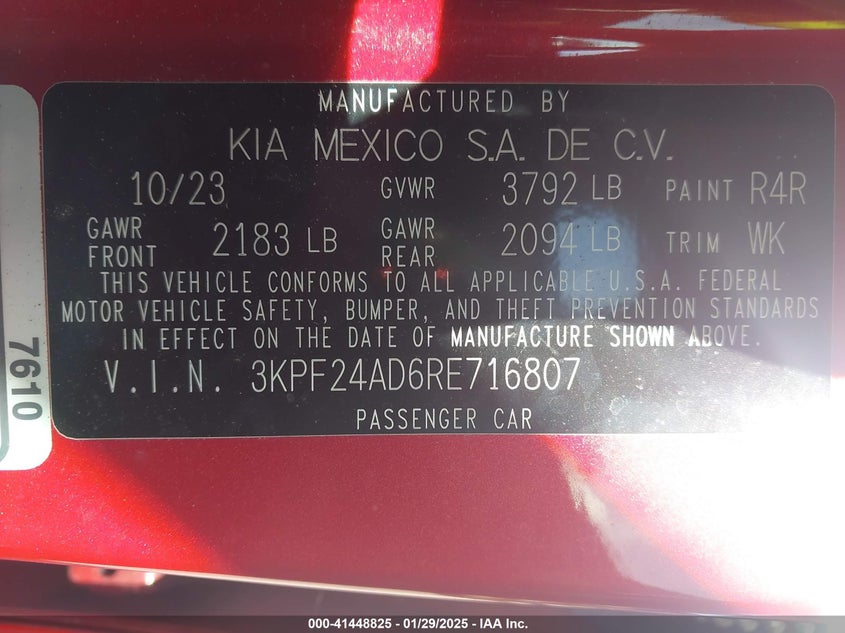 MANUFACTURED BY
KIA MEXICO S.A. DE C.V.
10/23 GVWR 3792 LB PAINT R4R
GAWR FRONT 2183 LB GAWR REAR 2094 LB TRIM WK
THIS VEHICLE CONFORMS TO ALL APPLICABLE U.S.A. FEDERAL
MOTOR VEHICLE SAFETY, BUMPER, AND THEFT PREVENTION STANDARDS
IN EFFECT ON THE DATE OF MANUFACTURE SHOWN ABOVE.
V.I.N. 3KPF24AD6RE716807
PASSENGER CAR
7610
000-41448825 - 01/29/2025 - IAA Inc.